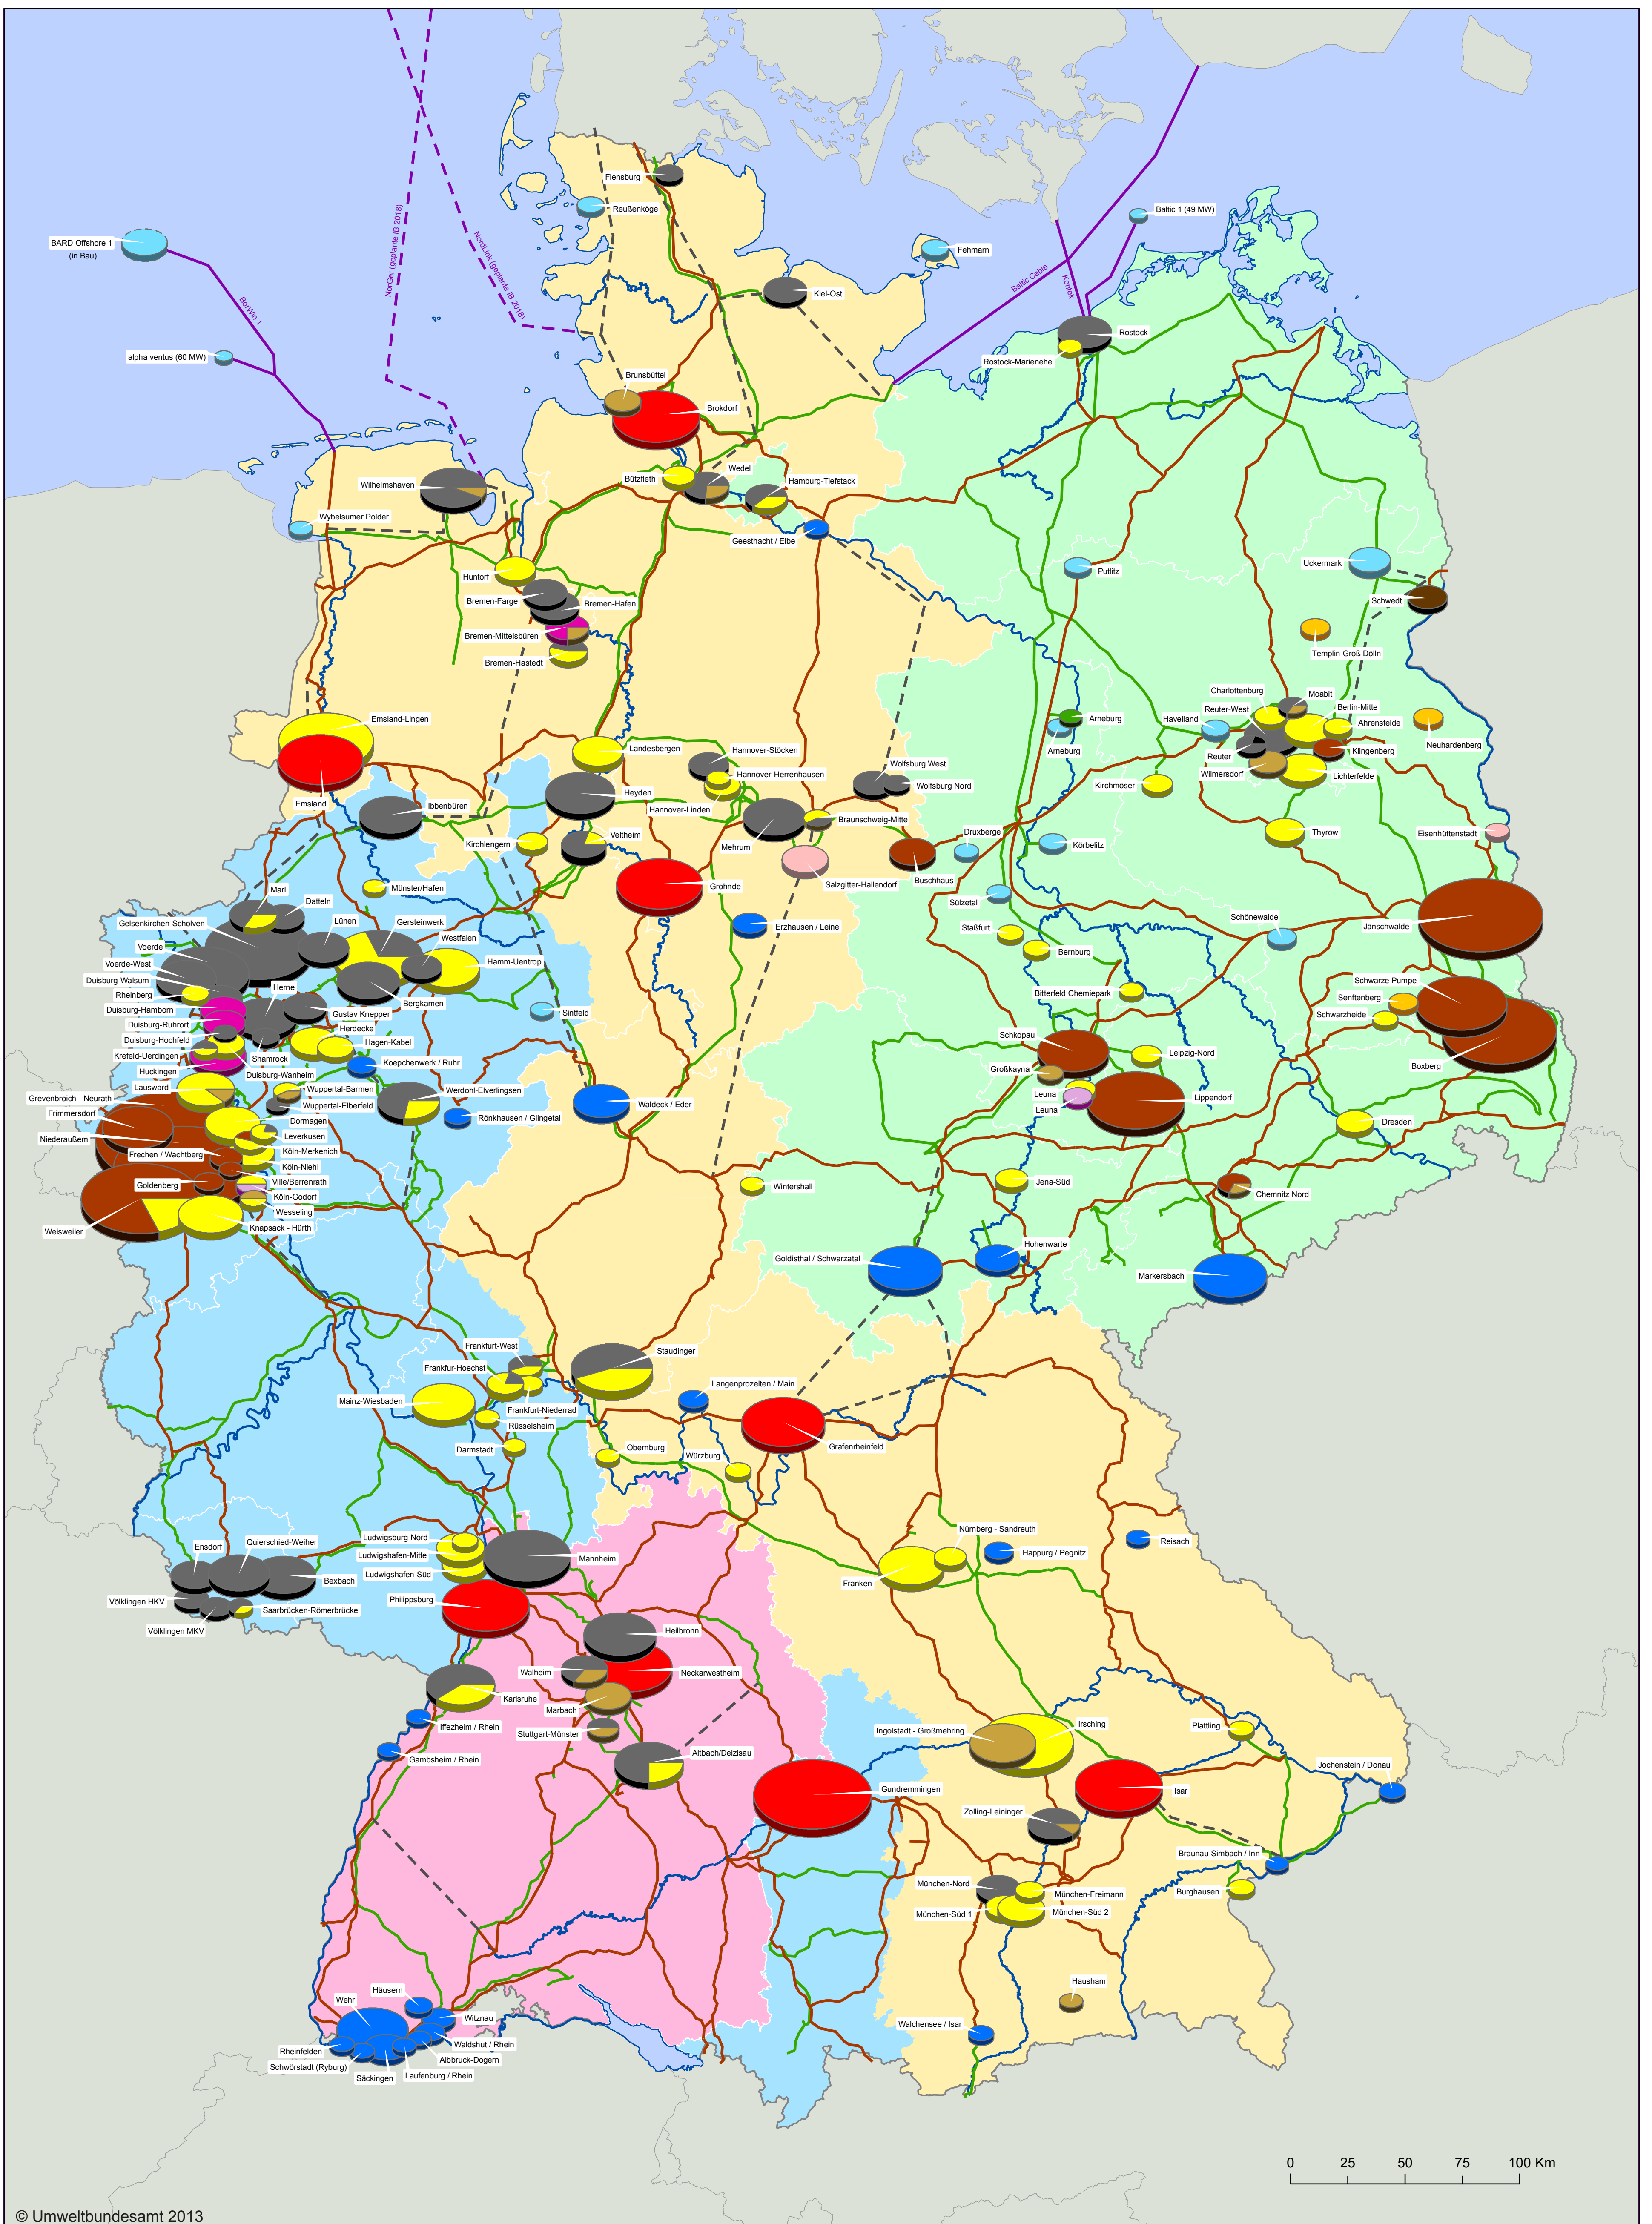 Flensburg
Reußenköge
Baltic 1 (49 MW)
BARD Offshore 1
(in Bau)
NorGer (geplante IB 2018)
NordLink (geplante IB 2018)
Fehmarn
Baltic Cable
Kontek
BorWin 1
Kiel-Ost
alpha ventus (60 MW)
Rostock
Rostock-Marienehe
Brunsbüttel
Brokdorf
Wedel
Bützfleth
Hamburg-Tiefstack
Wilhelmshaven
Wybelsumer Polder
Geesthacht / Elbe
Huntorf
Putlitz
Uckermark
Bremen-Farge
Bremen-Hafen
Schwedt
Bremen-Mittelsbüren
Templin-Groß Dölln
Bremen-Hastedt
Charlottenburg
Moabit
Reuter-West
Berlin-Mitte
Emsland-Lingen
Arneburg
Havelland
Ahrensfelde
Landesbergen
Hannover-Stöcken
Arneburg
Reuter
Klingenberg
Neuhardenberg
Wolfsburg West
Hannover-Herrenhausen
Wilmersdorf
Lichterfelde
Wolfsburg Nord
Kirchmöser
Heyden
Emsland
Ibbenbüren
Hannover-Linden
Braunschweig-Mitte
Veltheim
Druxberge
Thyrow
Eisenhüttenstadt
Kirchlengern
Mehrum
Körbelitz
Buschhaus
Salzgitter-Hallendorf
Marl
Münster/Hafen
Grohnde
Datteln
Sülzetal
Gelsenkirchen-Scholven
Lünen
Gersteinwerk
Schönewalde
Jänschwalde
Westfalen
Erzhausen / Leine
Staßfurt
Voerde
Voerde-West
Hamm-Uentrop
Bernburg
Duisburg-Walsum
Schwarze Pumpe
Rheinberg
Herne
Bergkamen
Bitterfeld Chemiepark
Senftenberg
Duisburg-Hamborn
Gustav Knepper
Sintfeld
Schwarzheide
Duisburg-Ruhrort
Herdecke
Schkopau
Duisburg-Hochfeld
Hagen-Kabel
Leipzig-Nord
Krefeld-Uerdingen
Shamrock
Boxberg
Huckingen
Duisburg-Wanheim
Koepchenwerk / Ruhr
Großkayna
Lausward
Wuppertal-Barmen
Werdohl-Elverlingsen
Leuna
Lippendorf
Grevenbroich - Neurath
Wuppertal-Elberfeld
Waldeck / Eder
Leuna
Frimmersdorf
Dormagen
Rönkhausen / Glingetal
Dresden
Niederaußem
Leverkusen
Frechen / Wachtberg
Köln-Merkenich
Köln-Niehl
Goldenberg
Ville/Berrenrath
Wintershall
Jena-Süd
Chemnitz Nord
Köln-Godorf
Wesseling
Weisweiler
Knapsack - Hürth
Hohenwarte
Goldisthal / Schwarzatal
Markersbach
Frankfurt-West
Staudinger
Frankfur-Hoechst
Langenprozelten / Main
Mainz-Wiesbaden
Frankfurt-Niederrad
Rüsselsheim
Darmstadt
Obernburg
Grafenrheinfeld
Würzburg
Ensdorf
Quierschied-Weiher
Ludwigsburg-Nord
Nürnberg - Sandreuth
Reisach
Ludwigshafen-Mitte
Mannheim
Happurg / Pegnitz
Bexbach
Ludwigshafen-Süd
Franken
Völklingen HKV
Philippsburg
Saarbrücken-Römerbrücke
Völklingen MKV
Heilbronn
Walheim
Neckarwestheim
Karlsruhe
Marbach
Iffezheim / Rhein
Stuttgart-Münster
Ingolstadt - Großmehring
Irsching
Plattling
Gambsheim / Rhein
Altbach/Deizisau
Gundremmingen
Isar
Jochenstein / Donau
Zolling-Leininger
Braunau-Simbach / Inn
München-Nord
München-Freimann
Burghausen
München-Süd 1
München-Süd 2
Hausham
Häusern
Wehr
Witznau
Walchensee / Isar
Rheinfelden
Waldshut / Rhein
Schwörstadt (Ryburg)
Albbruck-Dogern
Säckingen
Laufenburg / Rhein
0 25 50 75 100 Km
© Umweltbundesamt 2013